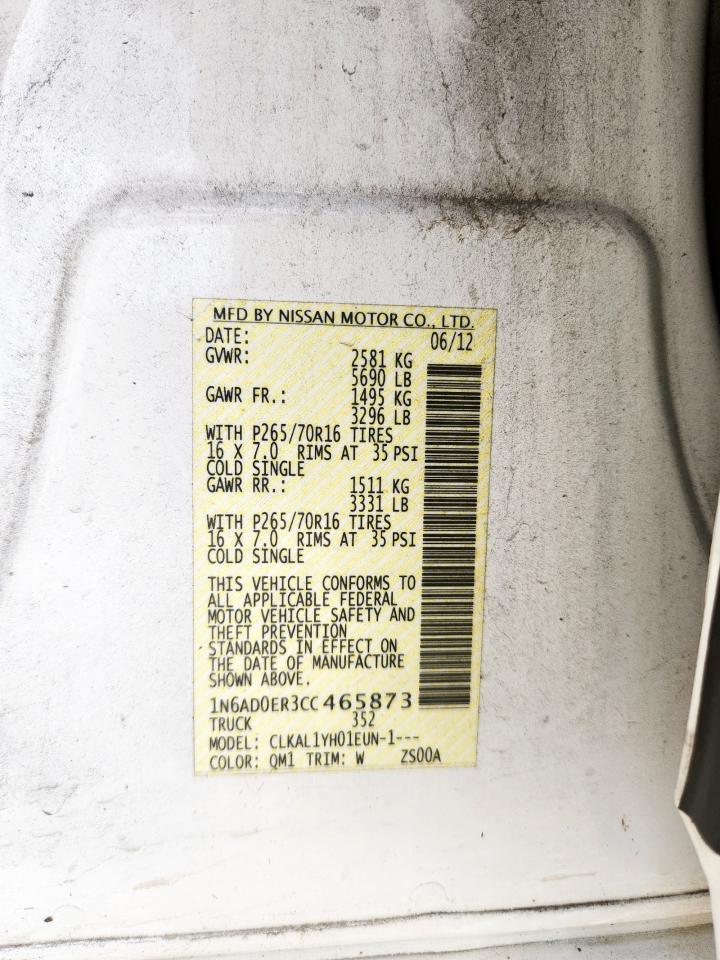 MFD BY NISSAN MOTOR CO., LTD.
DATE: 06/12
GVWR: 2581 KG
5690 LB
GAWR FR.: 1495 KG
3296 LB
WITH P265/70R16 TIRES
16 X 7.0 RIMS AT 35 PSI
COLD SINGLE
GAWR RR.: 1511 KG
3331 LB
WITH P265/70R16 TIRES
16 X 7.0 RIMS AT 35 PSI
COLD SINGLE
THIS VEHICLE CONFORMS TO
ALL APPLICABLE FEDERAL
MOTOR VEHICLE SAFETY AND
THEFT PREVENTION
STANDARDS IN EFFECT ON
THE DATE OF MANUFACTURE
SHOWN ABOVE.
1N6AD0ER3CC465873
TRUCK 352
MODEL: CLKAL1YH01EUN-1---
COLOR: QM1 TRIM: W ZS00A